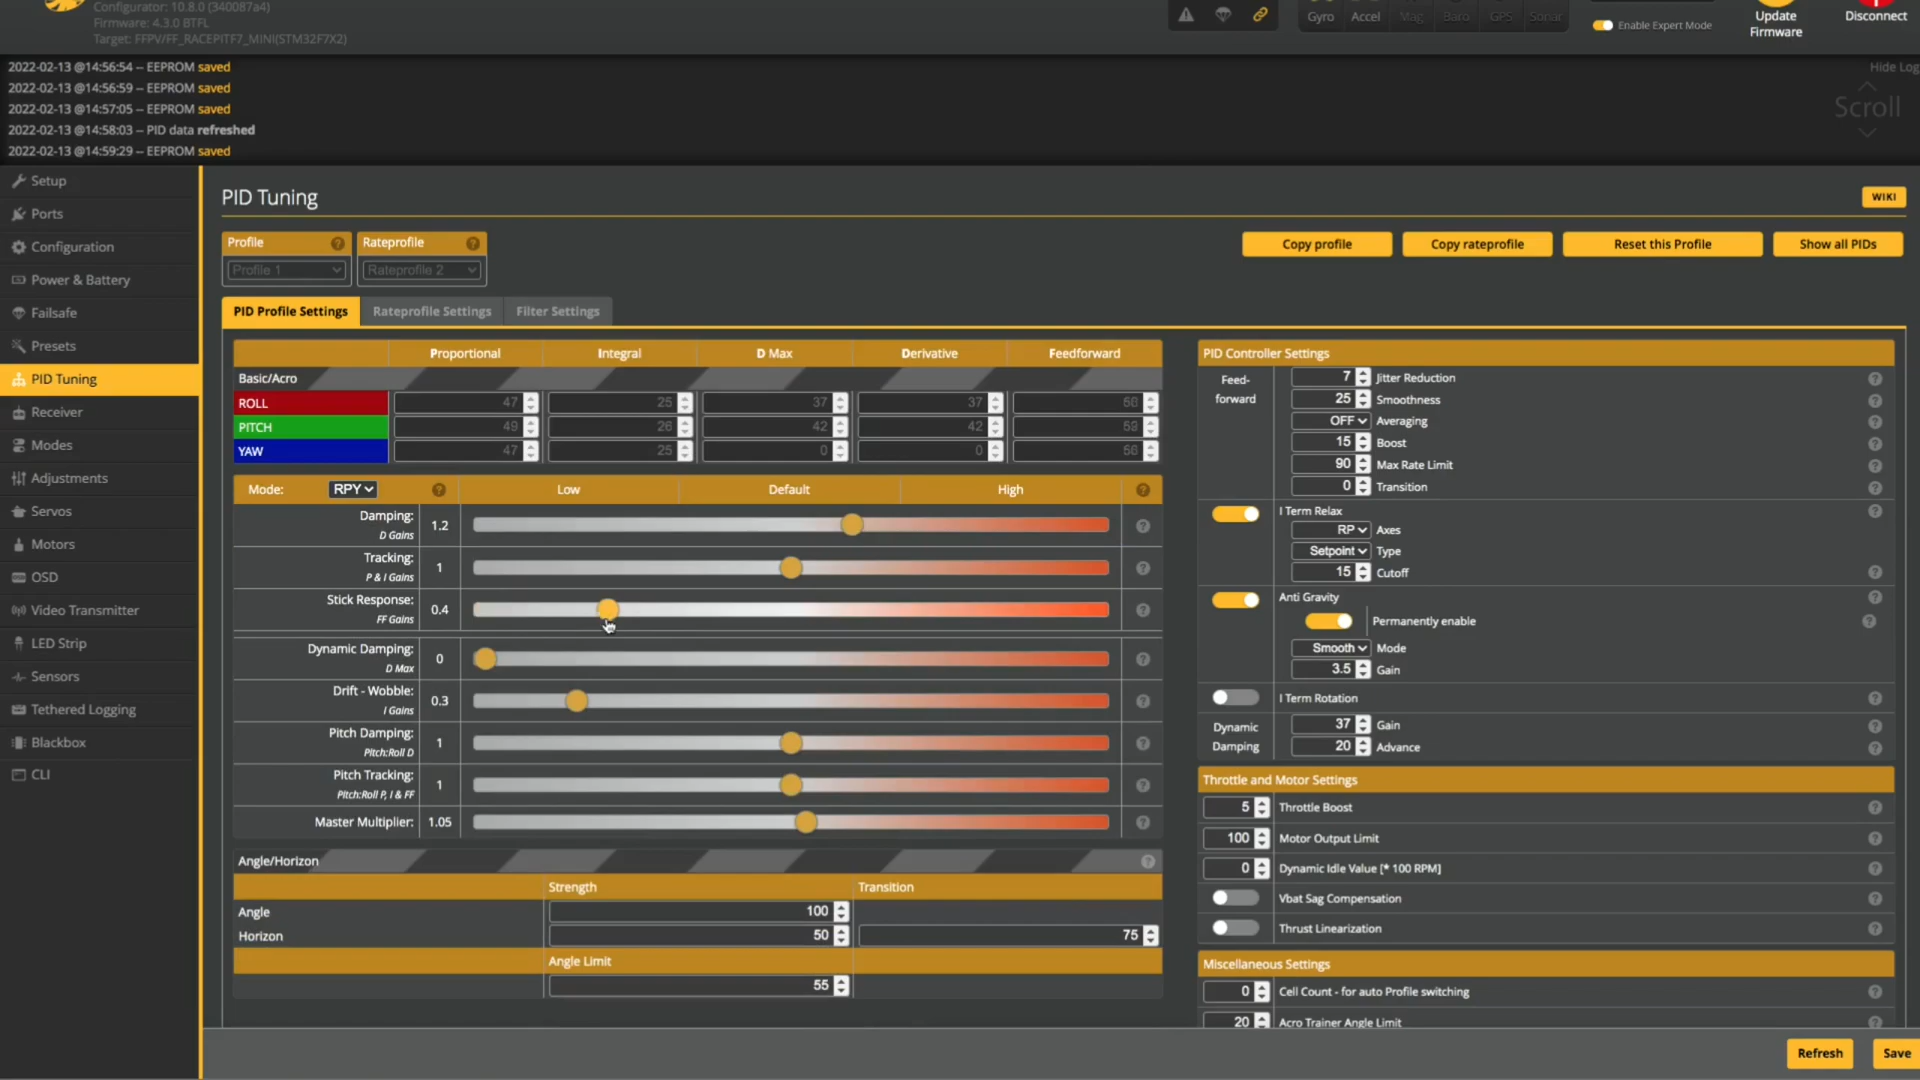 Configurator: 10.8.0 (340087a4)
Firmware: 4.3.0 BTFL
Target: FFPV/FF_RACEPITF7_MINI(STM32F7X2)
Gyro Accel Mag Baro GPS Sonar
Enable Expert Mode
Update
Firmware
Disconnect
2022-02-13 @14:56:54 -- EEPROM saved
2022-02-13 @14:56:59 -- EEPROM saved
2022-02-13 @14:57:05 -- EEPROM saved
2022-02-13 @14:58:03 -- PID data refreshed
2022-02-13 @14:59:29 -- EEPROM saved
Hide Log
Scroll
Setup
Ports
Configuration
Power & Battery
Failsafe
Presets
PID Tuning
Receiver
Modes
Adjustments
Servos
Motors
OSD
Video Transmitter
LED Strip
Sensors
Tethered Logging
Blackbox
CLI
PID Tuning
WIKI
Profile
Profile 1
Rateprofile
Rateprofile 2
Copy profile
Copy rateprofile
Reset this Profile
Show all PIDs
PID Profile Settings
Rateprofile Settings
Filter Settings
Proportional Integral D Max Derivative Feedforward
Basic/Acro
ROLL 47 25 37 37 56
PITCH 49 26 42 42 59
YAW 47 25 0 0 56
Mode: RPY Low Default High
Damping:
D Gains
1.2
Tracking:
P & I Gains
1
Stick Response:
FF Gains
0.4
Dynamic Damping:
D Max
0
Drift - Wobble:
I Gains
0.3
Pitch Damping:
Pitch:Roll D
1
Pitch Tracking:
Pitch:Roll P, I & FF
1
Master Multiplier: 1.05
Angle/Horizon
Strength Transition
Angle 100
Horizon 50 75
Angle Limit
55
PID Controller Settings
Feed-
forward
7 Jitter Reduction
25 Smoothness
OFF Averaging
15 Boost
90 Max Rate Limit
0 Transition
I Term Relax
RP Axes
Setpoint Type
15 Cutoff
Anti Gravity
Permanently enable
Smooth Mode
3.5 Gain
I Term Rotation
Dynamic
Damping
37 Gain
20 Advance
Throttle and Motor Settings
5 Throttle Boost
100 Motor Output Limit
0 Dynamic Idle Value [* 100 RPM]
Vbat Sag Compensation
Thrust Linearization
Miscellaneous Settings
0 Cell Count - for auto Profile switching
20 Acro Trainer Angle Limit
Refresh
Save